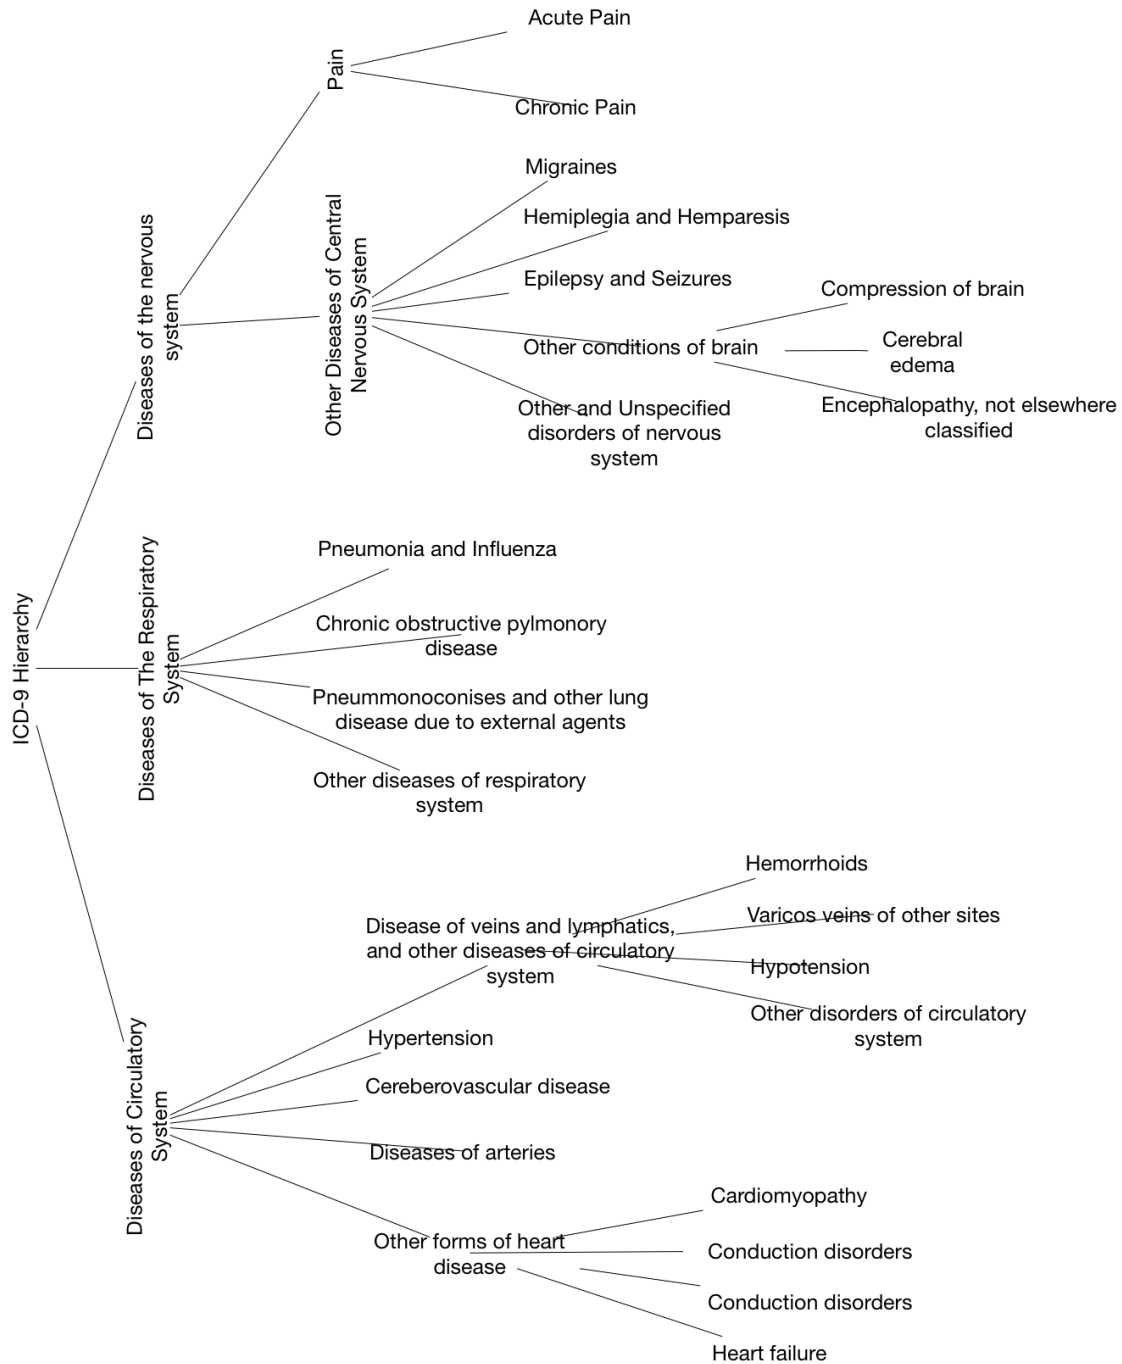 ICD-9 Hierarchy
Diseases of the nervous
system
Pain
Acute Pain
Chronic Pain
Other Diseases of Central
Nervous System
Migraines
Hemiplegia and Hemparesis
Epilepsy and Seizures
Other conditions of brain
Compression of brain
Cerebral
edema
Encephalopathy, not elsewhere
classified
Other and Unspecified
disorders of nervous
system
Diseases of The Respiratory
System
Pneumonia and Influenza
Chronic obstructive pylmonory
disease
Pneummonoconises and other lung
disease due to external agents
Other diseases of respiratory
system
Diseases of Circulatory
System
Disease of veins and lymphatics,
and other diseases of circulatory
system
Hemorrhoids
Varicos veins of other sites
Hypotension
Other disorders of circulatory
system
Hypertension
Cereberovascular disease
Diseases of arteries
Other forms of heart
disease
Cardiomyopathy
Conduction disorders
Conduction disorders
Heart failure